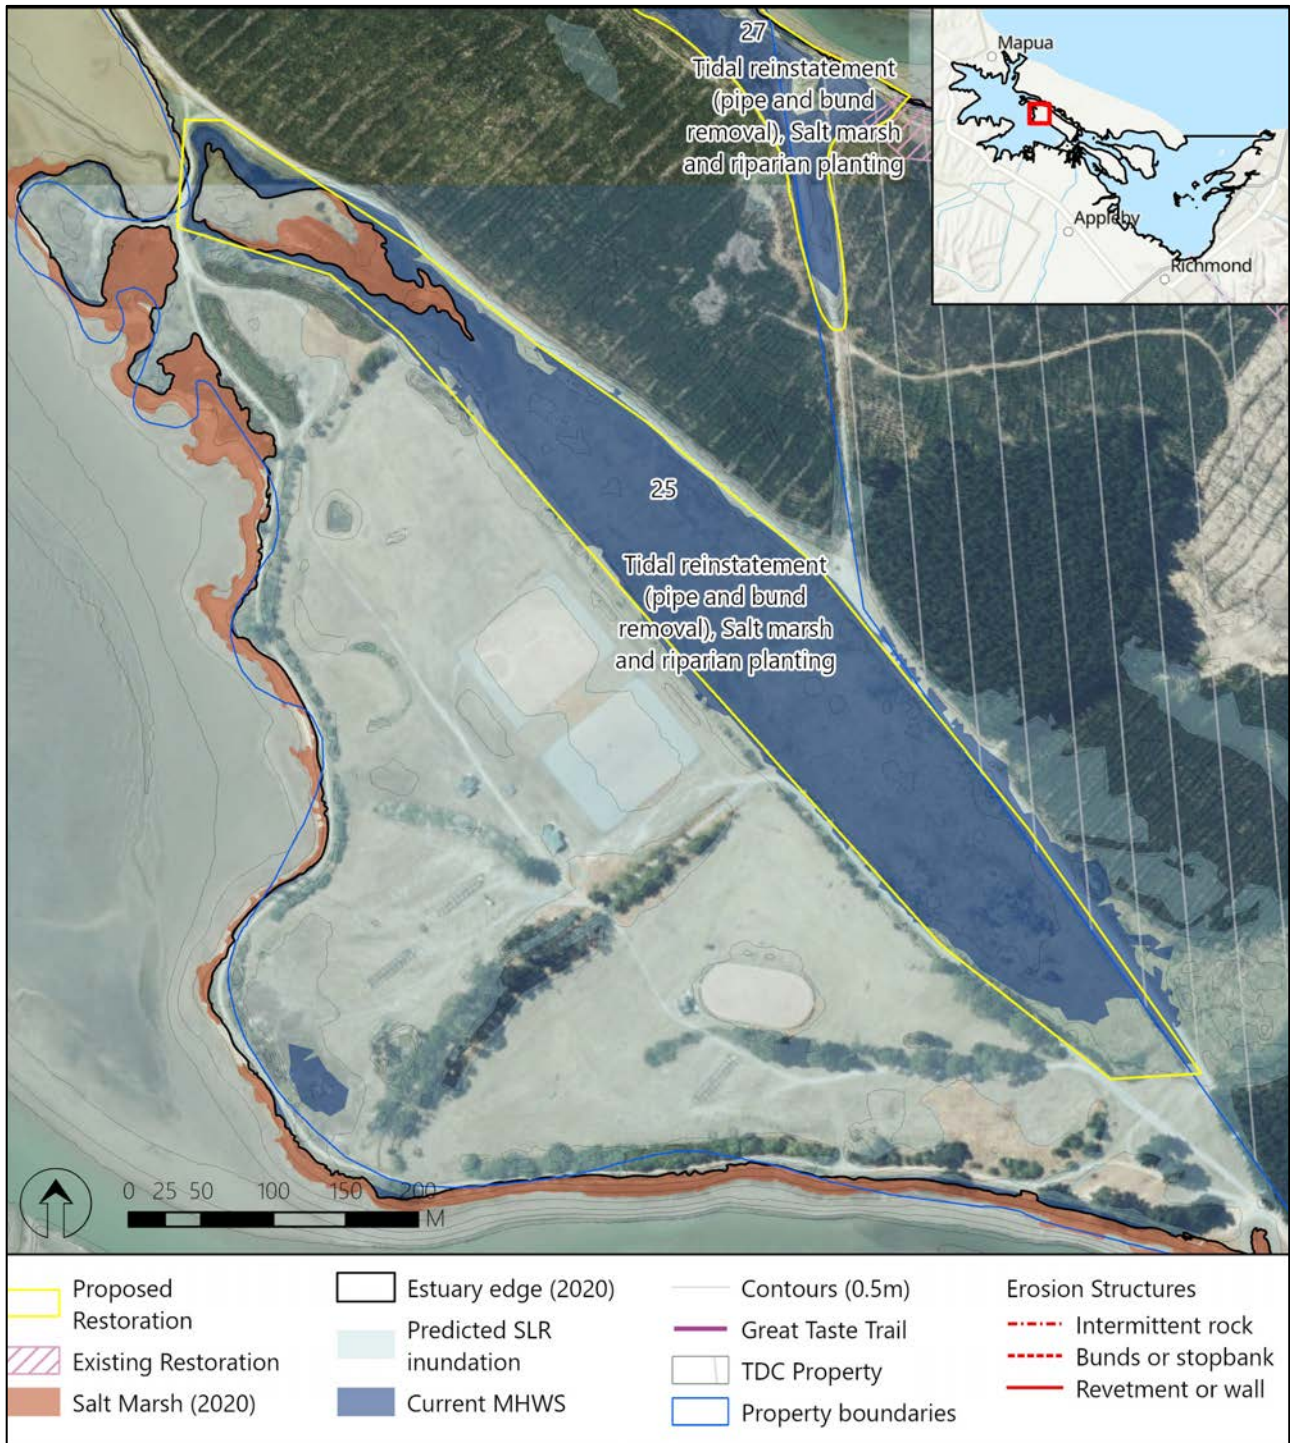 27
Tidal reinstatement
(pipe and bund
removal), Salt marsh
and riparian planting
Mapua
Appleby
Richmond
25
Tidal reinstatement
(pipe and bund
removal), Salt marsh
and riparian planting
0 25 50 100 150 200
M
Proposed
Restoration
Existing Restoration
Salt Marsh (2020)
Estuary edge (2020)
Predicted SLR
inundation
Current MHWS
Contours (0.5m)
Great Taste Trail
TDC Property
Property boundaries
Erosion Structures
Intermittent rock
Bunds or stopbank
Revetment or wall